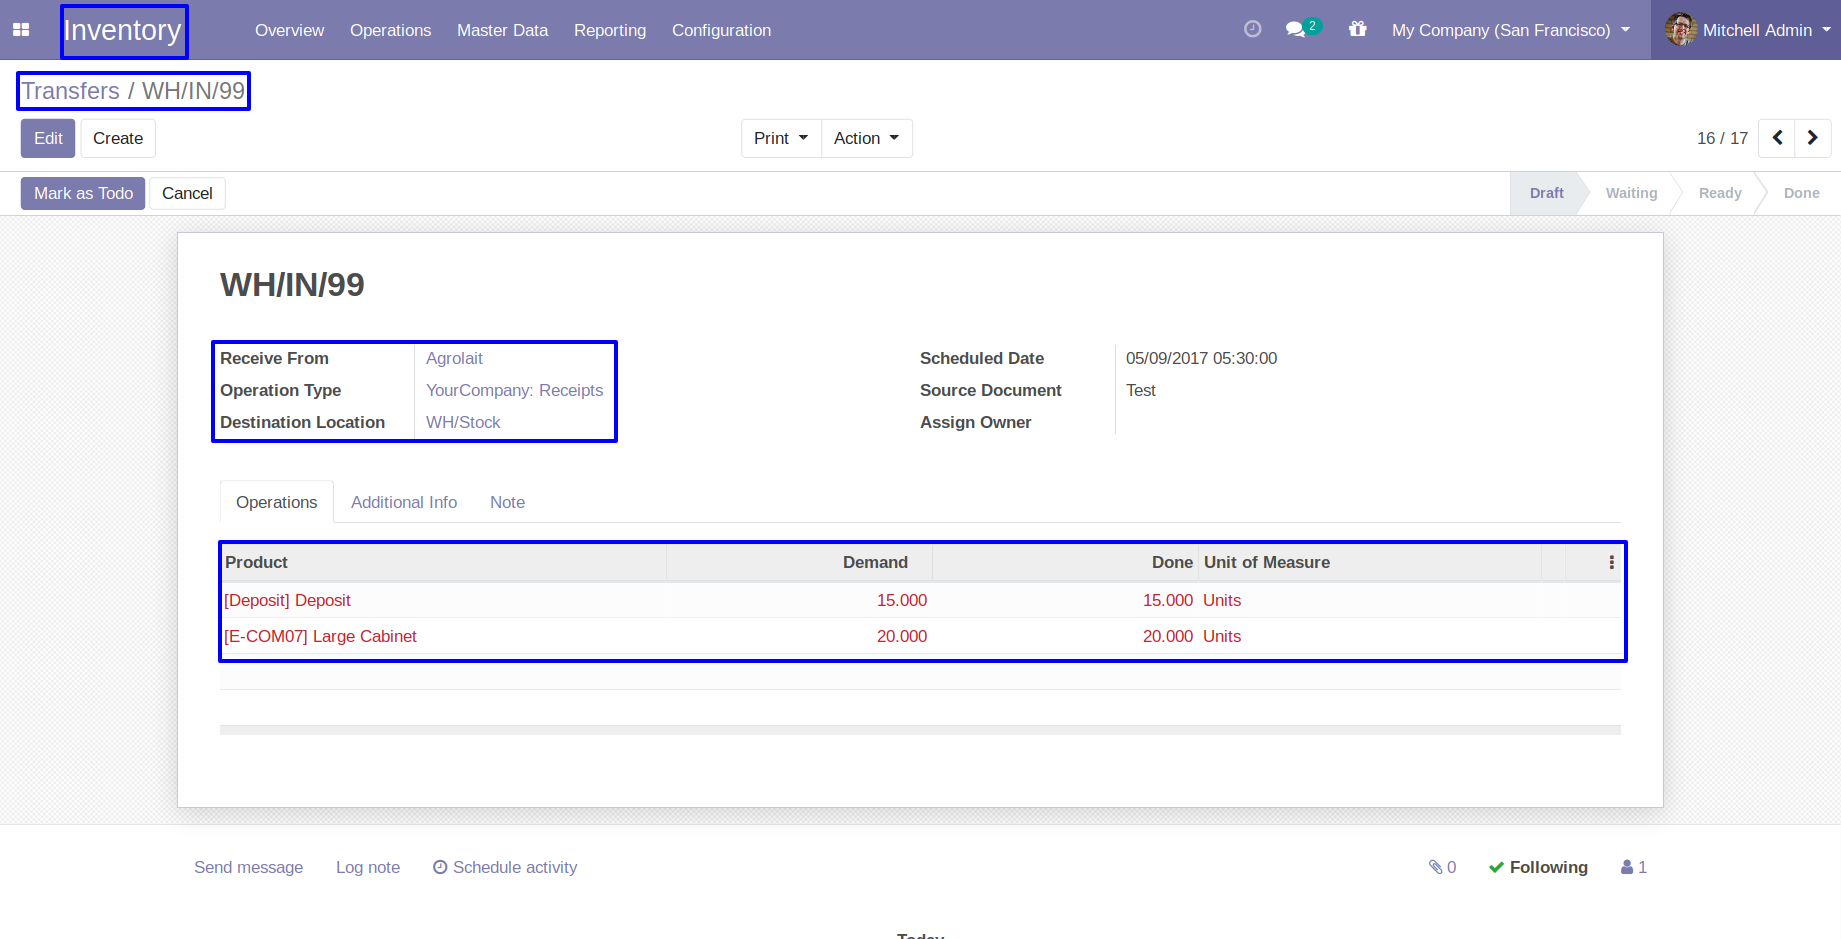 Inventory Overview Operations Master Data Reporting Configuration 2 My Company (San Francisco) Mitchell Admin
Transfers / WH/IN/99
Edit Create Print Action 16 / 17
Mark as Todo Cancel Draft Waiting Ready Done
WH/IN/99
Receive From Agrolait Scheduled Date 05/09/2017 05:30:00
Operation Type YourCompany: Receipts Source Document Test
Destination Location WH/Stock Assign Owner
Operations Additional Info Note
Product Demand Done Unit of Measure
[Deposit] Deposit 15.000 15.000 Units
[E-COM07] Large Cabinet 20.000 20.000 Units
Send message Log note Schedule activity 0 Following 1
Today